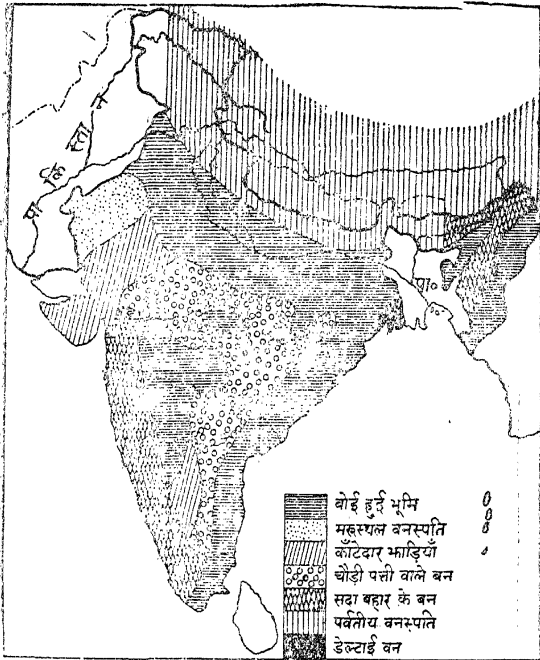 पाकिस्तान
पा०
बोई हुई भूमि
मरूस्थल वनस्पति
काँटेदार झाड़ियाँ
चौड़ी पत्ती वाले बन
सदा बहार के बन
पर्वतीय वनस्पति
डेल्टाई वन